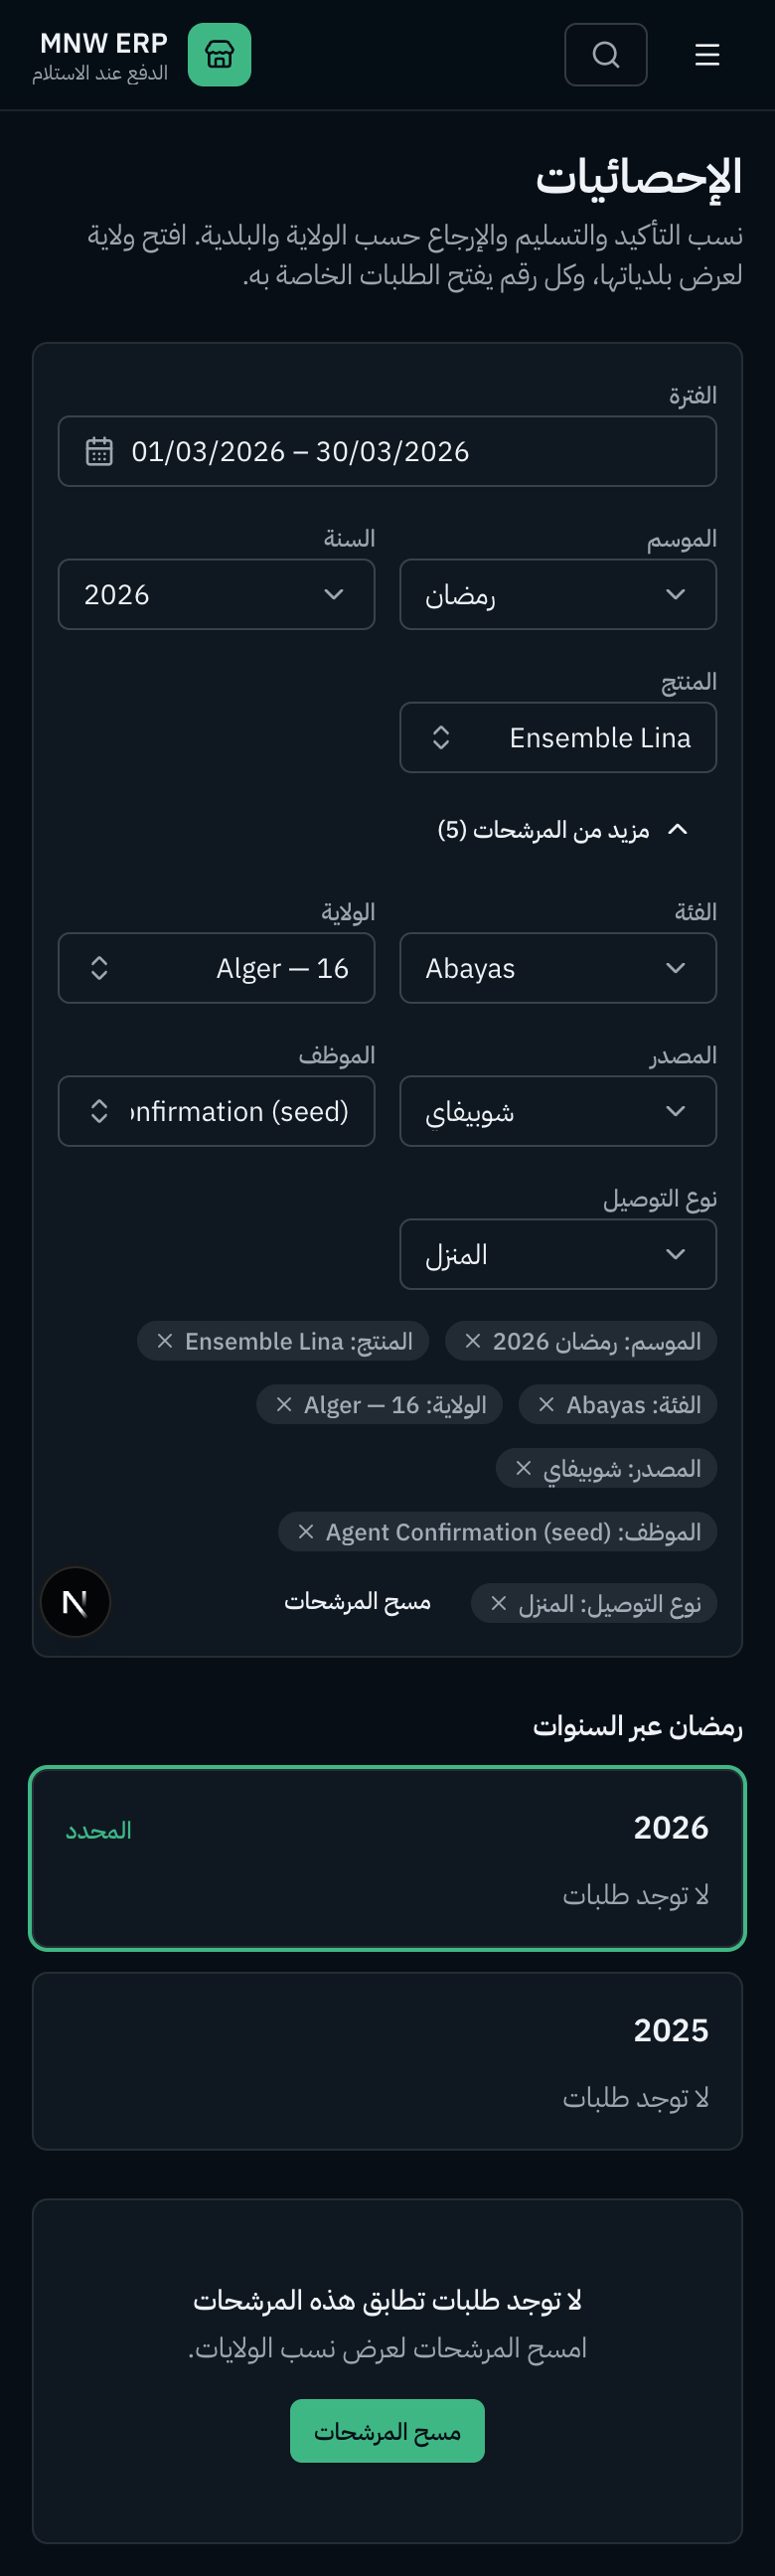 MNW ERP
الدفع عند الاستلام
الإحصائيات
نسب التأكيد والتسليم والإرجاع حسب الولاية والبلدية. افتح ولاية
لعرض بلدياتها، وكل رقم يفتح الطلبات الخاصة به.
الفترة
01/03/2026 – 30/03/2026
الموسم
السنة
رمضان
2026
المنتج
Ensemble Lina
مزيد من المرشحات (5)
الفئة
الولاية
Abayas
16 — Alger
المصدر
الموظف
شوبيفاي
onfirmation (seed)
نوع التوصيل
المنزل
الموسم: رمضان 2026
المنتج: Ensemble Lina
الفئة: Abayas
الولاية: 16 — Alger
المصدر: شوبيفاي
الموظف: Agent Confirmation (seed)
نوع التوصيل: المنزل
مسح المرشحات
N
رمضان عبر السنوات
2026
المحدد
لا توجد طلبات
2025
لا توجد طلبات
لا توجد طلبات تطابق هذه المرشحات
امسح المرشحات لعرض نسب الولايات.
مسح المرشحات